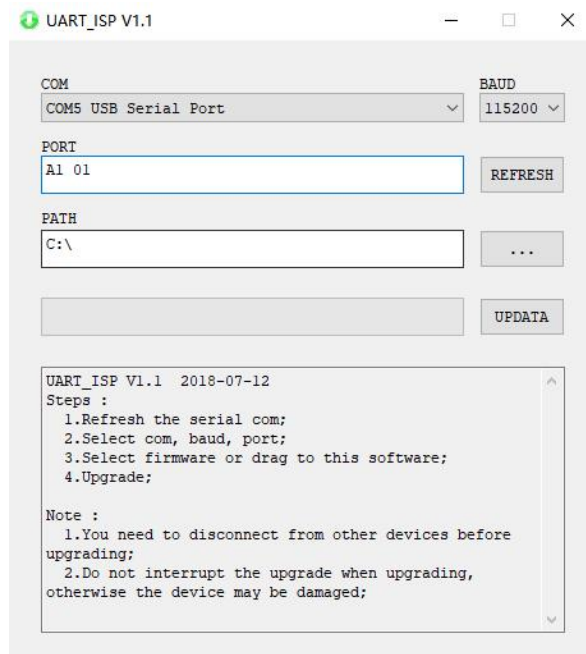 UART_ISP V1.1
COM
BAUD
COM5 USB Serial Port
115200
PORT
A1 01
REFRESH
PATH
C:\
...
UPDATA
UART_ISP V1.1  2018-07-12
Steps :
1.Refresh the serial com;
2.Select com, baud, port;
3.Select firmware or drag to this software;
4.Upgrade;
Note :
1.You need to disconnect from other devices before
upgrading;
2.Do not interrupt the upgrade when upgrading,
otherwise the device may be damaged;